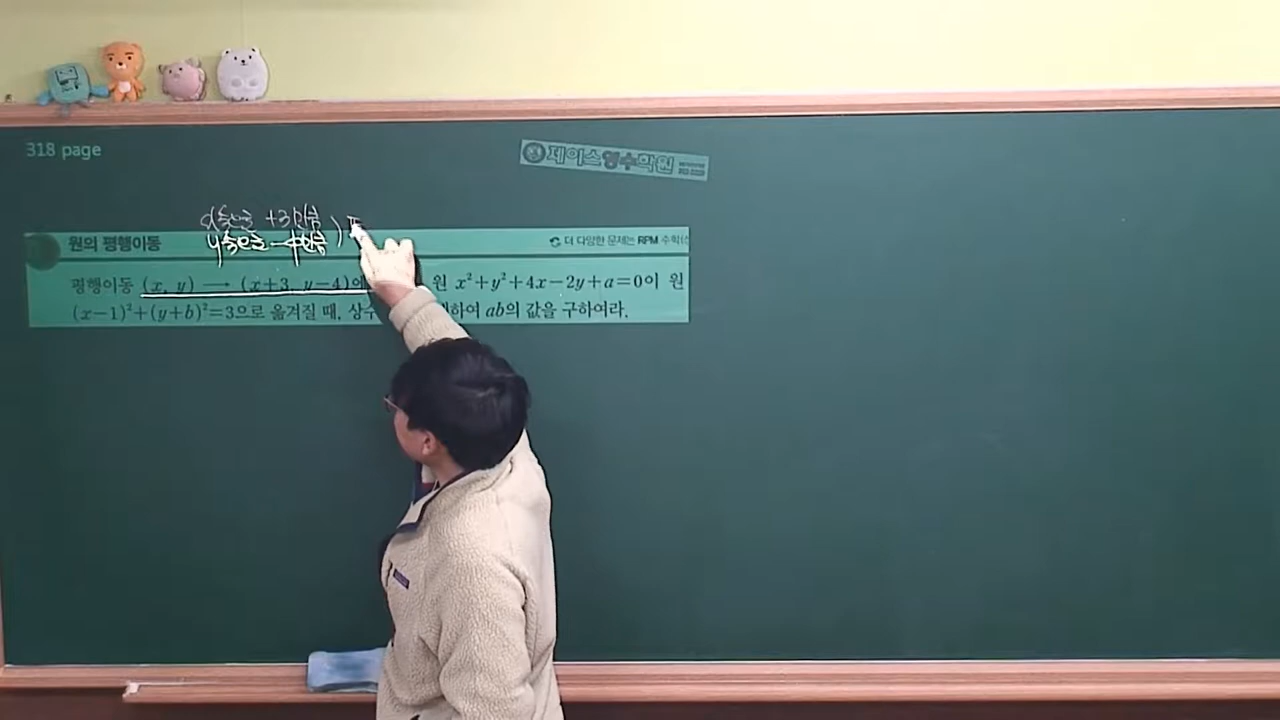 318 page
제이스영수학원
x축으로 +3만큼
y축으로 -4만큼 )
원의 평행이동
더 다양한 문제는 RPM 수학(
평행이동 (x, y) → (x+3, y-4)에 원 x²+y²+4x-2y+a=0이 원
(x-1)²+(y+b)²=3으로 옮겨질 때, 상수 하여 ab의 값을 구하여라.